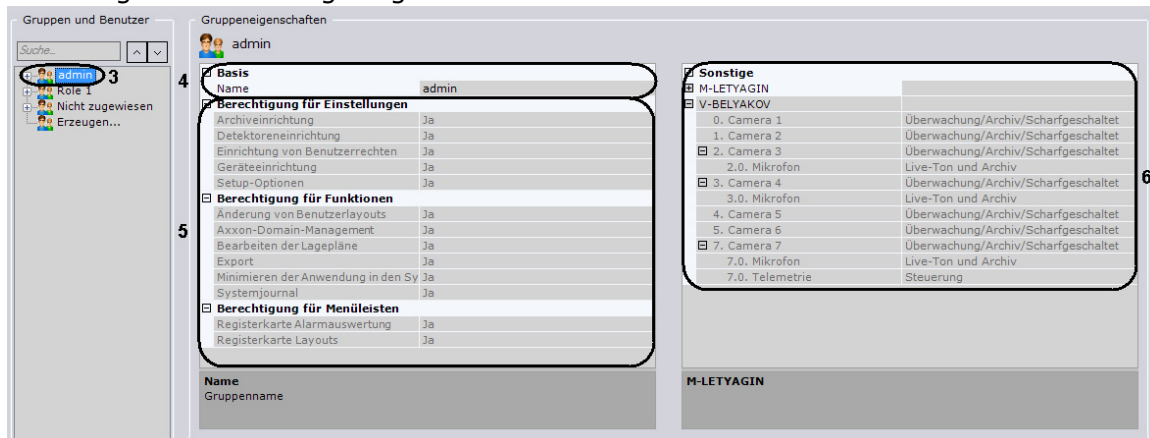 Gruppen und Benutzer
Suche...
3
admin
Role 1
Nicht zugewiesen
Erzeugen...
Gruppeneigenschaften
admin
4
Basis
Name admin
5
Berechtigung für Einstellungen
Archiveinrichtung Ja
Detektoreneinrichtung Ja
Einrichtung von Benutzerrechten Ja
Geräteeinrichtung Ja
Setup-Optionen Ja
Berechtigung für Funktionen
Änderung von Benutzerlayouts Ja
Axxon-Domain-Management Ja
Bearbeiten der Lagepläne Ja
Export Ja
Minimieren der Anwendung in den Sy Ja
Systemjournal Ja
Berechtigung für Menüleisten
Registerkarte Alarmauswertung Ja
Registerkarte Layouts Ja
Name
Gruppenname
6
Sonstige
M-LETYAGIN
V-BELYAKOV
0. Camera 1 Überwachung/Archiv/Scharfgeschaltet
1. Camera 2 Überwachung/Archiv/Scharfgeschaltet
2. Camera 3 Überwachung/Archiv/Scharfgeschaltet
2.0. Mikrofon Live-Ton und Archiv
3. Camera 4 Überwachung/Archiv/Scharfgeschaltet
3.0. Mikrofon Live-Ton und Archiv
4. Camera 5 Überwachung/Archiv/Scharfgeschaltet
5. Camera 6 Überwachung/Archiv/Scharfgeschaltet
7. Camera 7 Überwachung/Archiv/Scharfgeschaltet
7.0. Mikrofon Live-Ton und Archiv
7.0. Telemetrie Steuerung
M-LETYAGIN